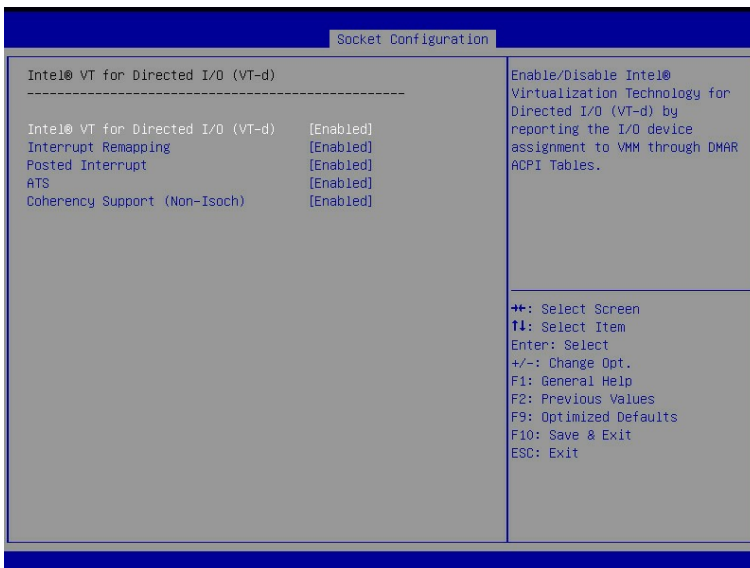 Socket Configuration
Intel® VT for Directed I/O (VT-d)
--------------------------------------------------
Intel® VT for Directed I/O (VT-d) [Enabled]
Interrupt Remapping [Enabled]
Posted Interrupt [Enabled]
ATS [Enabled]
Coherency Support (Non-Isoch) [Enabled]
Enable/Disable Intel®
Virtualization Technology for
Directed I/O (VT-d) by
reporting the I/O device
assignment to VMM through DMAR
ACPI Tables.
→←: Select Screen
↑↓: Select Item
Enter: Select
+/-: Change Opt.
F1: General Help
F2: Previous Values
F9: Optimized Defaults
F10: Save & Exit
ESC: Exit